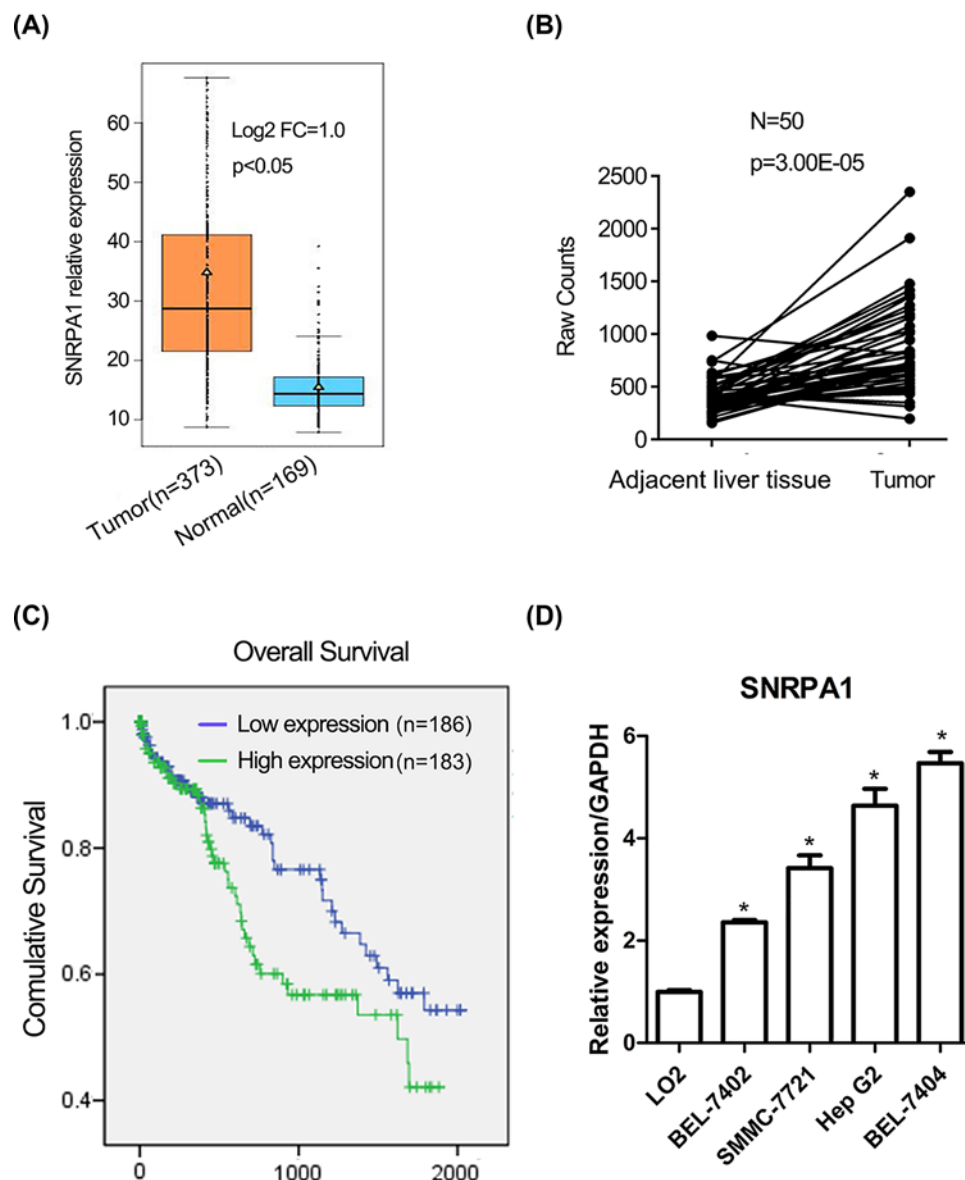 (A)
SNRPA1 relative expression
60
50
40
30
20
10
Log2 FC=1.0
p<0.05
Tumor(n=373)
Normal(n=169)
(B)
N=50
p=3.00E-05
Raw Counts
2500
2000
1500
1000
500
0
Adjacent liver tissue
Tumor
(C)
Overall Survival
Comulative Survival
1.0
0.8
0.6
0.4
Low expression (n=186)
High expression (n=183)
0
1000
2000
(D)
SNRPA1
Relative expression/GAPDH
6
4
2
0
*
*
*
*
LO2
BEL-7402
SMMC-7721
Hep G2
BEL-7404